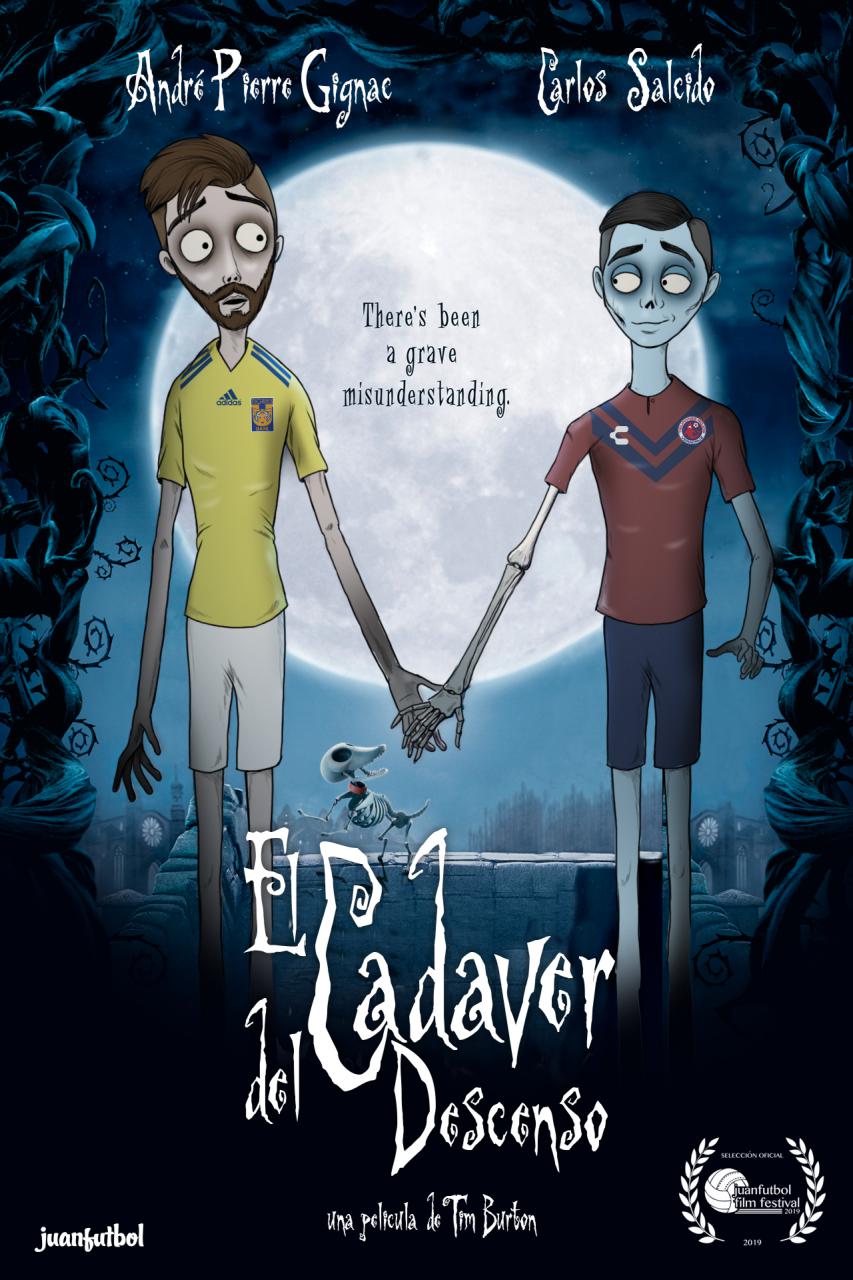 André Pierre Gignac
Carlos Salcido
There's been
a grave
misunderstanding.
adidas
El
Cadaver
del
Descenso
una pelicula de Tim Burton
juanfutbol
SELECCIÓN OFICIAL
juanfutbol
film festival
2019
2019